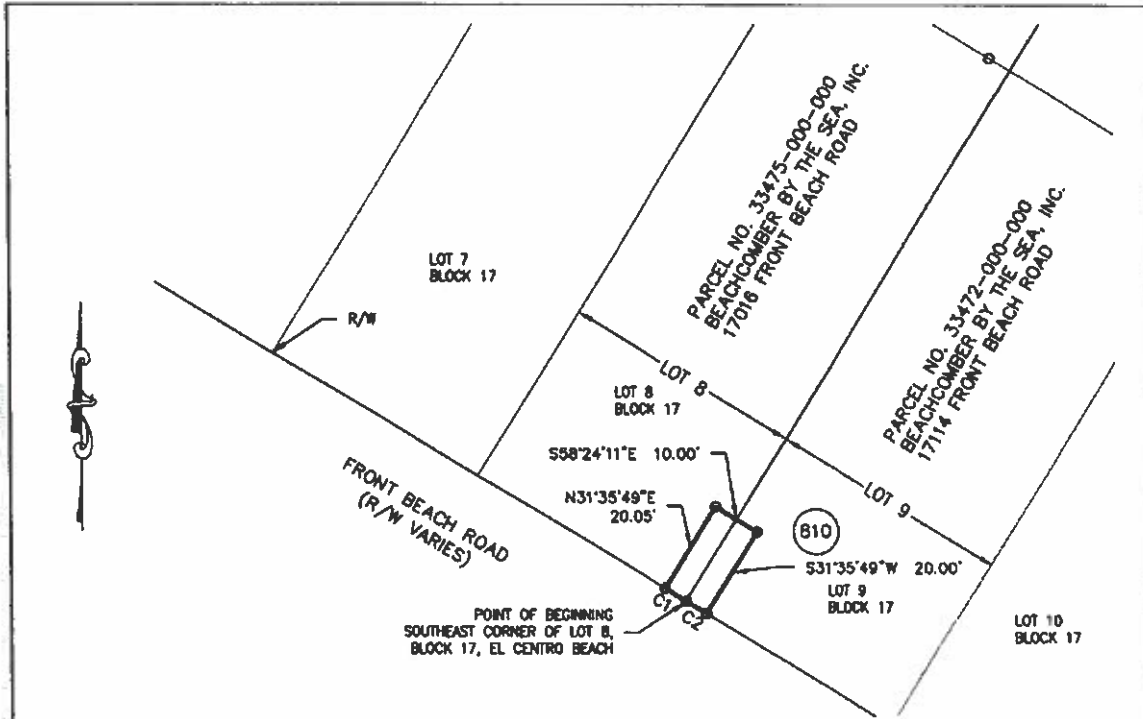 LOT 7
BLOCK 17
R/W
PARCEL NO. 33475-000-000
BEACHCOMBER BY THE SEA, INC.
17016 FRONT BEACH ROAD
PARCEL NO. 33472-000-000
BEACHCOMBER BY THE SEA, INC.
17114 FRONT BEACH ROAD
LOT 8
LOT 8
BLOCK 17
S58°24'11"E 10.00'
N31°35'49"E
20.05'
FRONT BEACH ROAD
(R/W VARIES)
LOT 9
810
S31°35'49"W 20.00'
LOT 9
BLOCK 17
C1
C2
POINT OF BEGINNING
SOUTHEAST CORNER OF LOT 8,
BLOCK 17, EL CENTRO BEACH
LOT 10
BLOCK 17